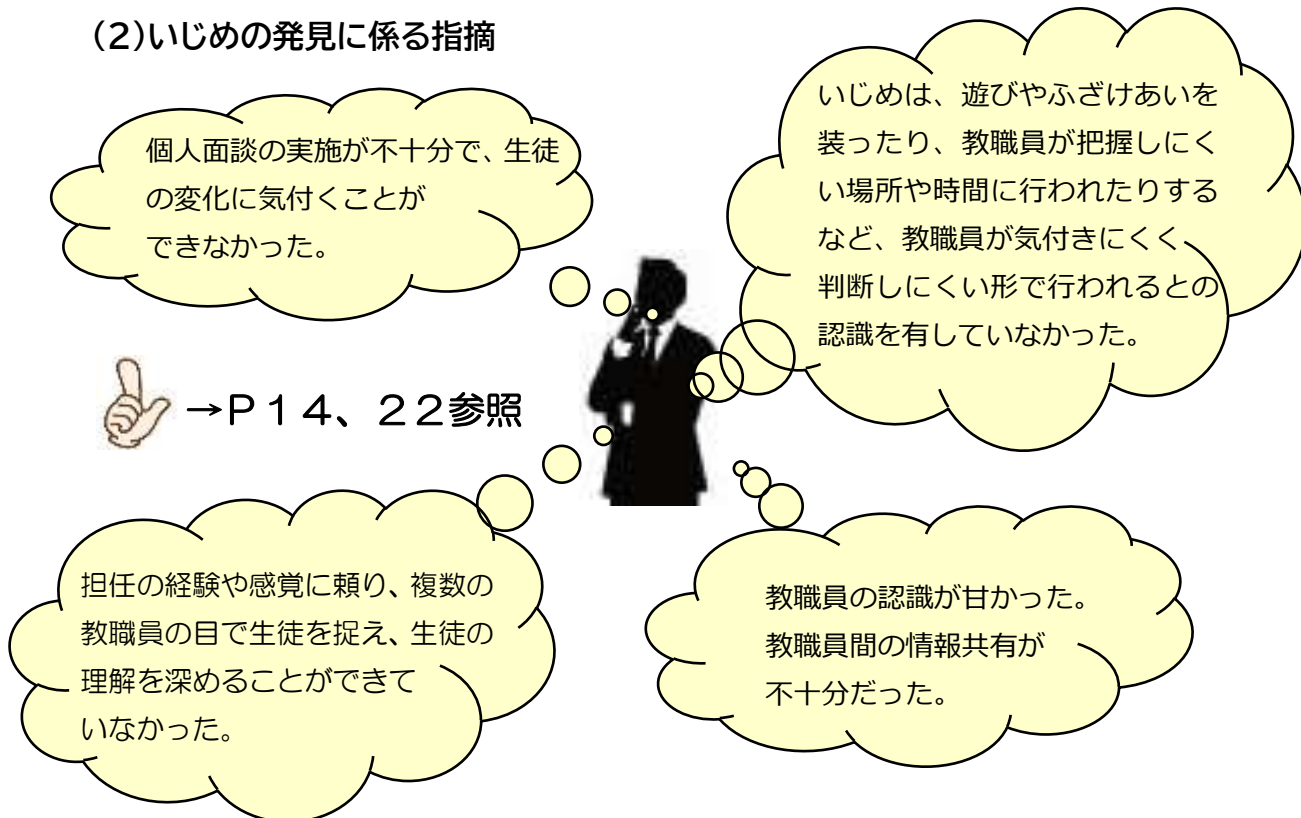 (2)いじめの発見に係る指摘
個人面談の実施が不十分で、生徒
の変化に気付くことが
できなかった。
いじめは、遊びやふざけあいを
装ったり、教職員が把握しにく
い場所や時間に行われたりする
など、教職員が気付きにくく、
判断しにくい形で行われるとの
認識を有していなかった。
→P14、22参照
担任の経験や感覚に頼り、複数の
教職員の目で生徒を捉え、生徒の
理解を深めることができて
いなかった。
教職員の認識が甘かった。
教職員間の情報共有が
不十分だった。